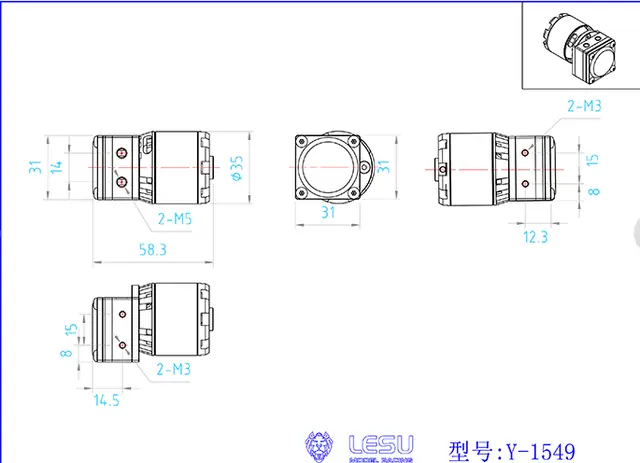 2-M3
31
14
φ35
31
31
15
8
2-M5
58.3
12.3
15
8
2-M3
14.5
LESU
MODEL RACING
型号:Y-1549